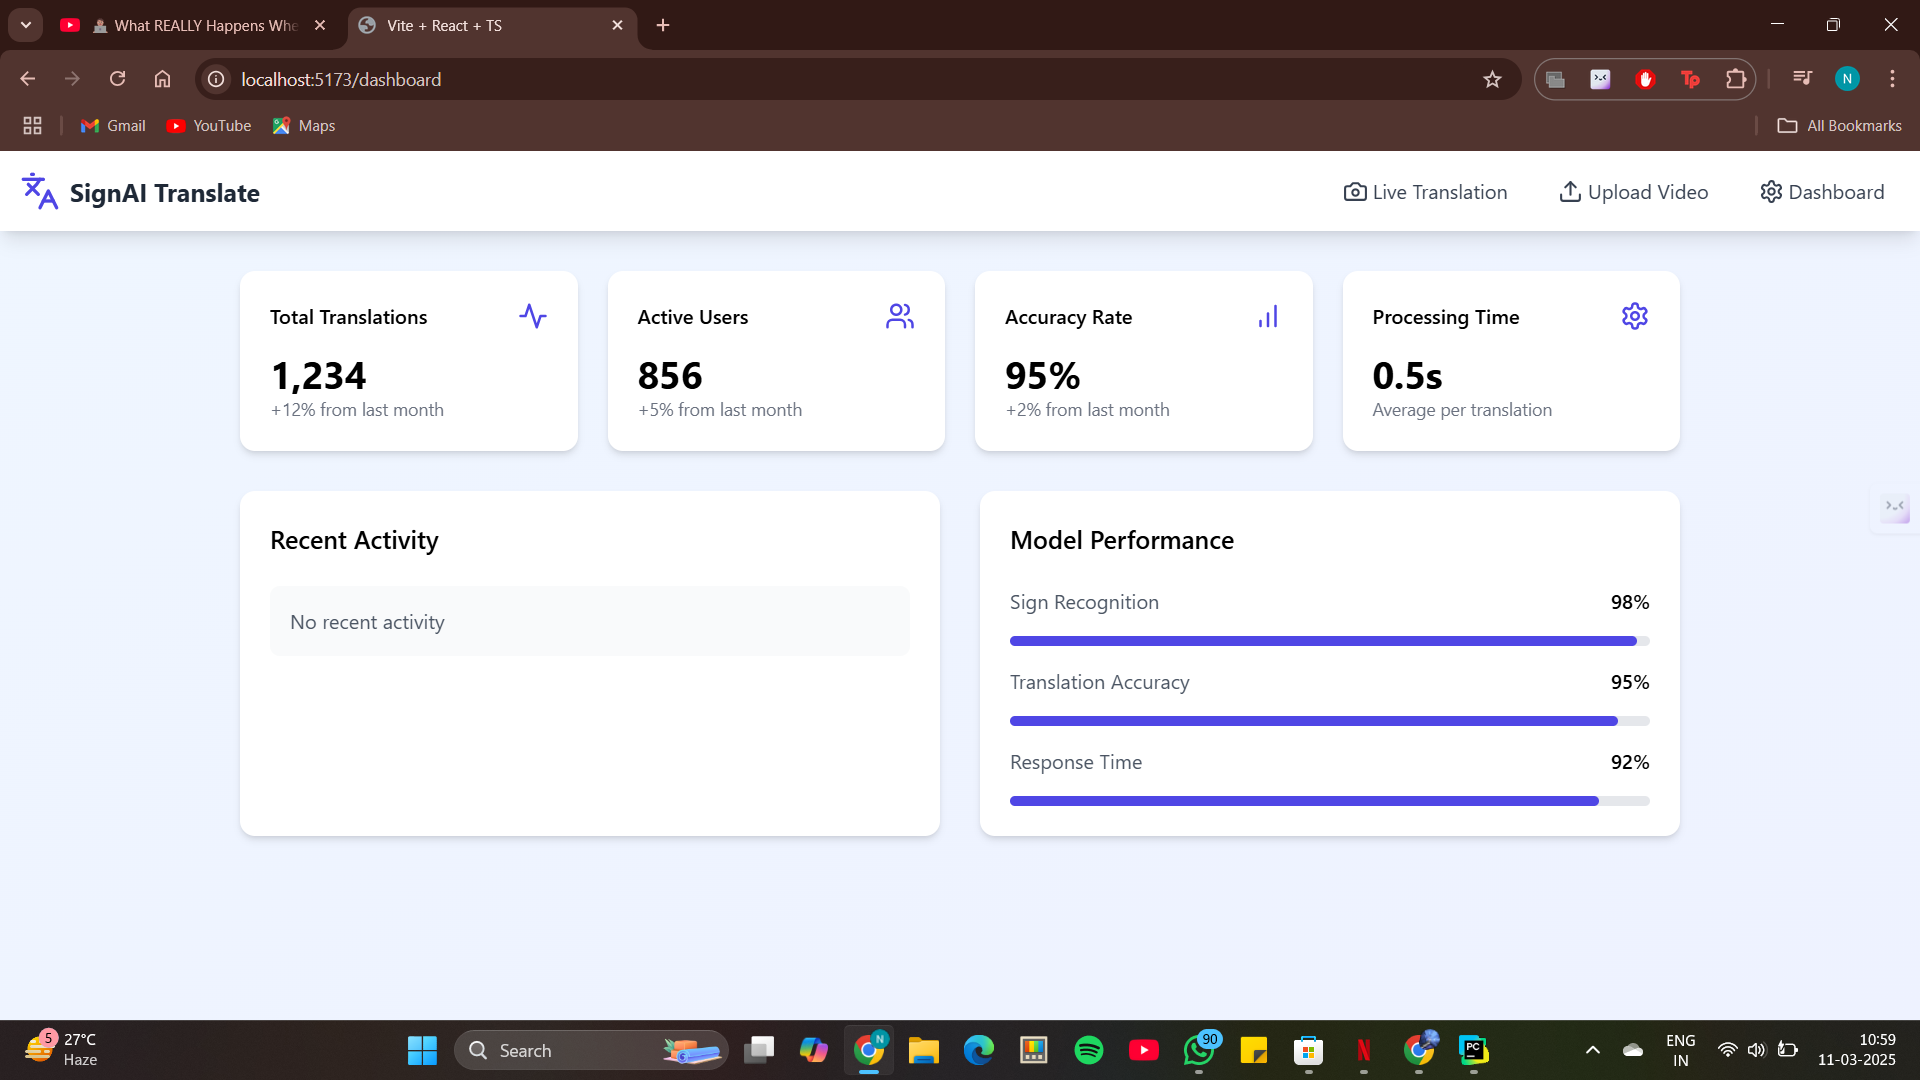 What REALLY Happens Whe
Vite + React + TS
localhost:5173/dashboard
Tp
N
Gmail
YouTube
Maps
All Bookmarks
SignAI Translate
Live Translation
Upload Video
Dashboard
Total Translations
1,234
+12% from last month
Active Users
856
+5% from last month
Accuracy Rate
95%
+2% from last month
Processing Time
0.5s
Average per translation
Recent Activity
No recent activity
Model Performance
Sign Recognition
98%
Translation Accuracy
95%
Response Time
92%
5
27°C
Haze
Search
N
90
N
PC
ENG
IN
10:59
11-03-2025